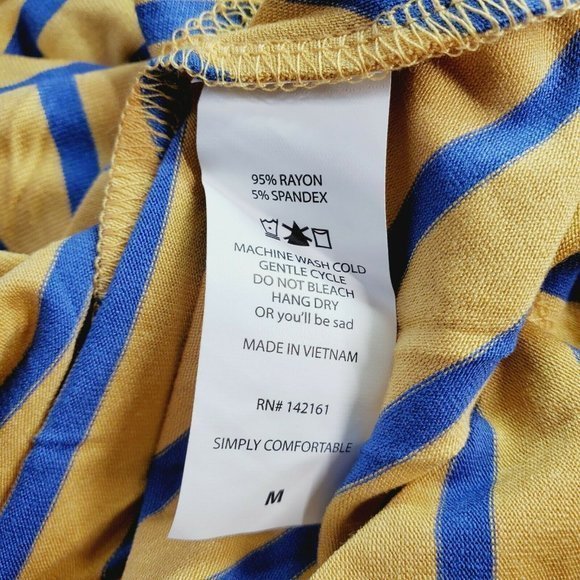 95% RAYON
5% SPANDEX
MACHINE WASH COLD
GENTLE CYCLE
DO NOT BLEACH
HANG DRY
OR you'll be sad
MADE IN VIETNAM
RN# 142161
SIMPLY COMFORTABLE
M